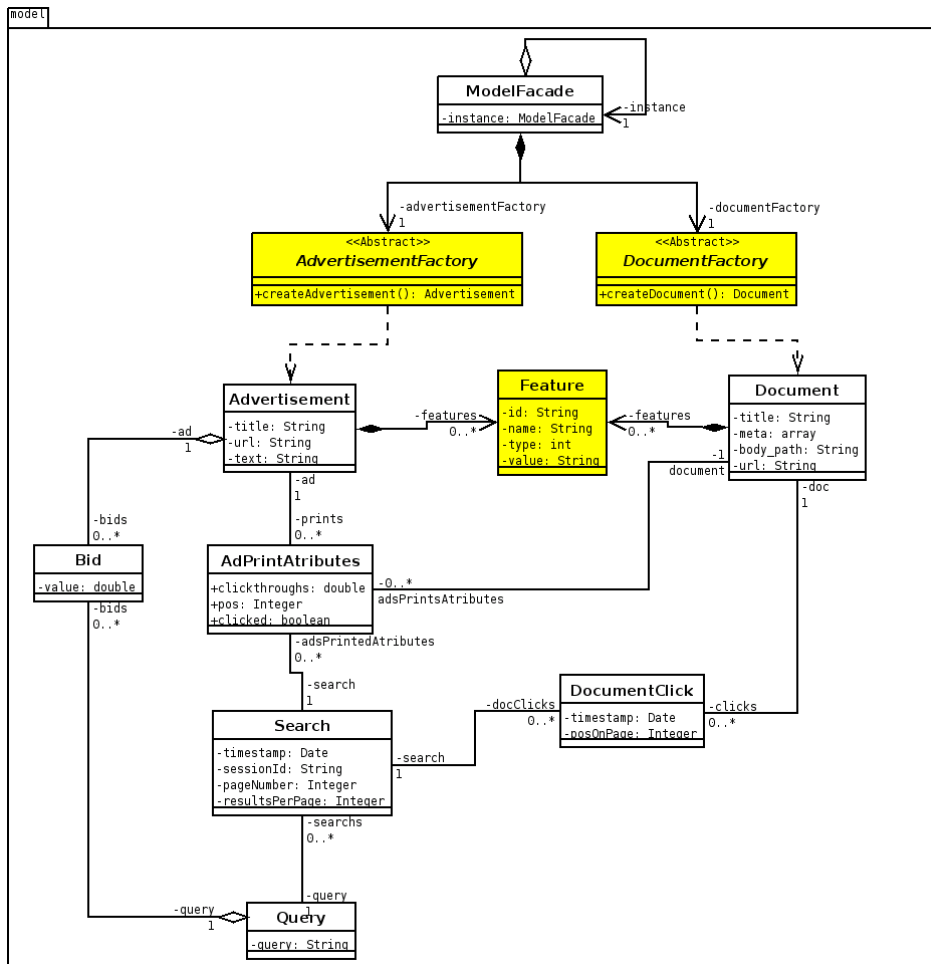 model
ModelFacade
-instance: ModelFacade
-instance
1
-advertisementFactory
1
-documentFactory
1
<<Abstract>>
AdvertisementFactory
+createAdvertisement(): Advertisement
<<Abstract>>
DocumentFactory
+createDocument(): Document
Advertisement
-title: String
-url: String
-text: String
-features
0..*
Feature
-id: String
-name: String
-type: int
-value: String
-features
0..*
Document
-title: String
-meta: array
-body_path: String
-url: String
-ad
1
-ad
1
-1
document
-doc
1
-bids
0..*
-prints
0..*
Bid
-value: double
-bids
0..*
AdPrintAtributes
+clickthroughs: double
+pos: Integer
+clicked: boolean
-0..*
adsPrintsAtributes
-adsPrintedAtributes
0..*
-search
1
Search
-timestamp: Date
-sessionId: String
-pageNumber: Integer
-resultsPerPage: Integer
-search
1
-docClicks
0..*
DocumentClick
-timestamp: Date
-posOnPage: Integer
-clicks
0..*
-searchs
0..*
-query
1
-query
1
Query
-query: String